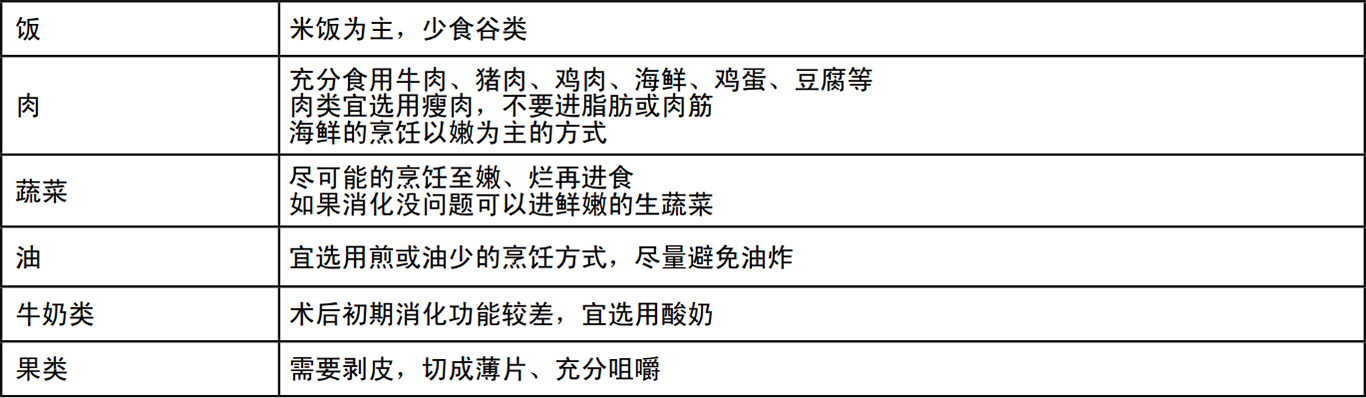 饭 米饭为主，少食谷类
肉 充分食用牛肉、猪肉、鸡肉、海鲜、鸡蛋、豆腐等
肉类宜选用瘦肉，不要进脂肪或肉筋
海鲜的烹饪以嫩为主的方式
蔬菜 尽可能的烹饪至嫩、烂再进食
如果消化没问题可以进鲜嫩的生蔬菜
油 宜选用煎或油少的烹饪方式，尽量避免油炸
牛奶类 术后初期消化功能较差，宜选用酸奶
果类 需要剥皮，切成薄片、充分咀嚼